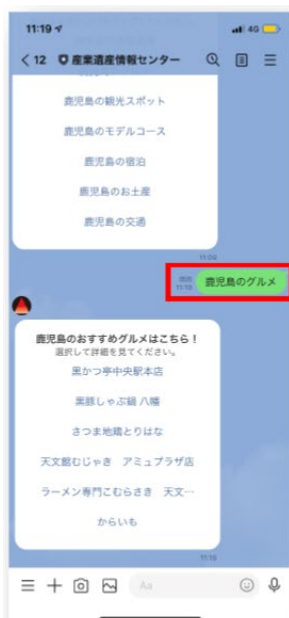 11:19
4G
12 産業遺産情報センター
鹿児島の観光スポット
鹿児島のモデルコース
鹿児島の宿泊
鹿児島のお土産
鹿児島の交通
既読
11:19
鹿児島のグルメ
鹿児島のおすすめグルメはこちら！
選択して詳細を見てください。
黒かつ亭中央駅本店
黒豚しゃぶ鍋 八幡
さつま地鶏とりはな
天文館むじゃき　アミュプラザ店
ラーメン専門こむらさき　天文…
からいも
11:19
Aa